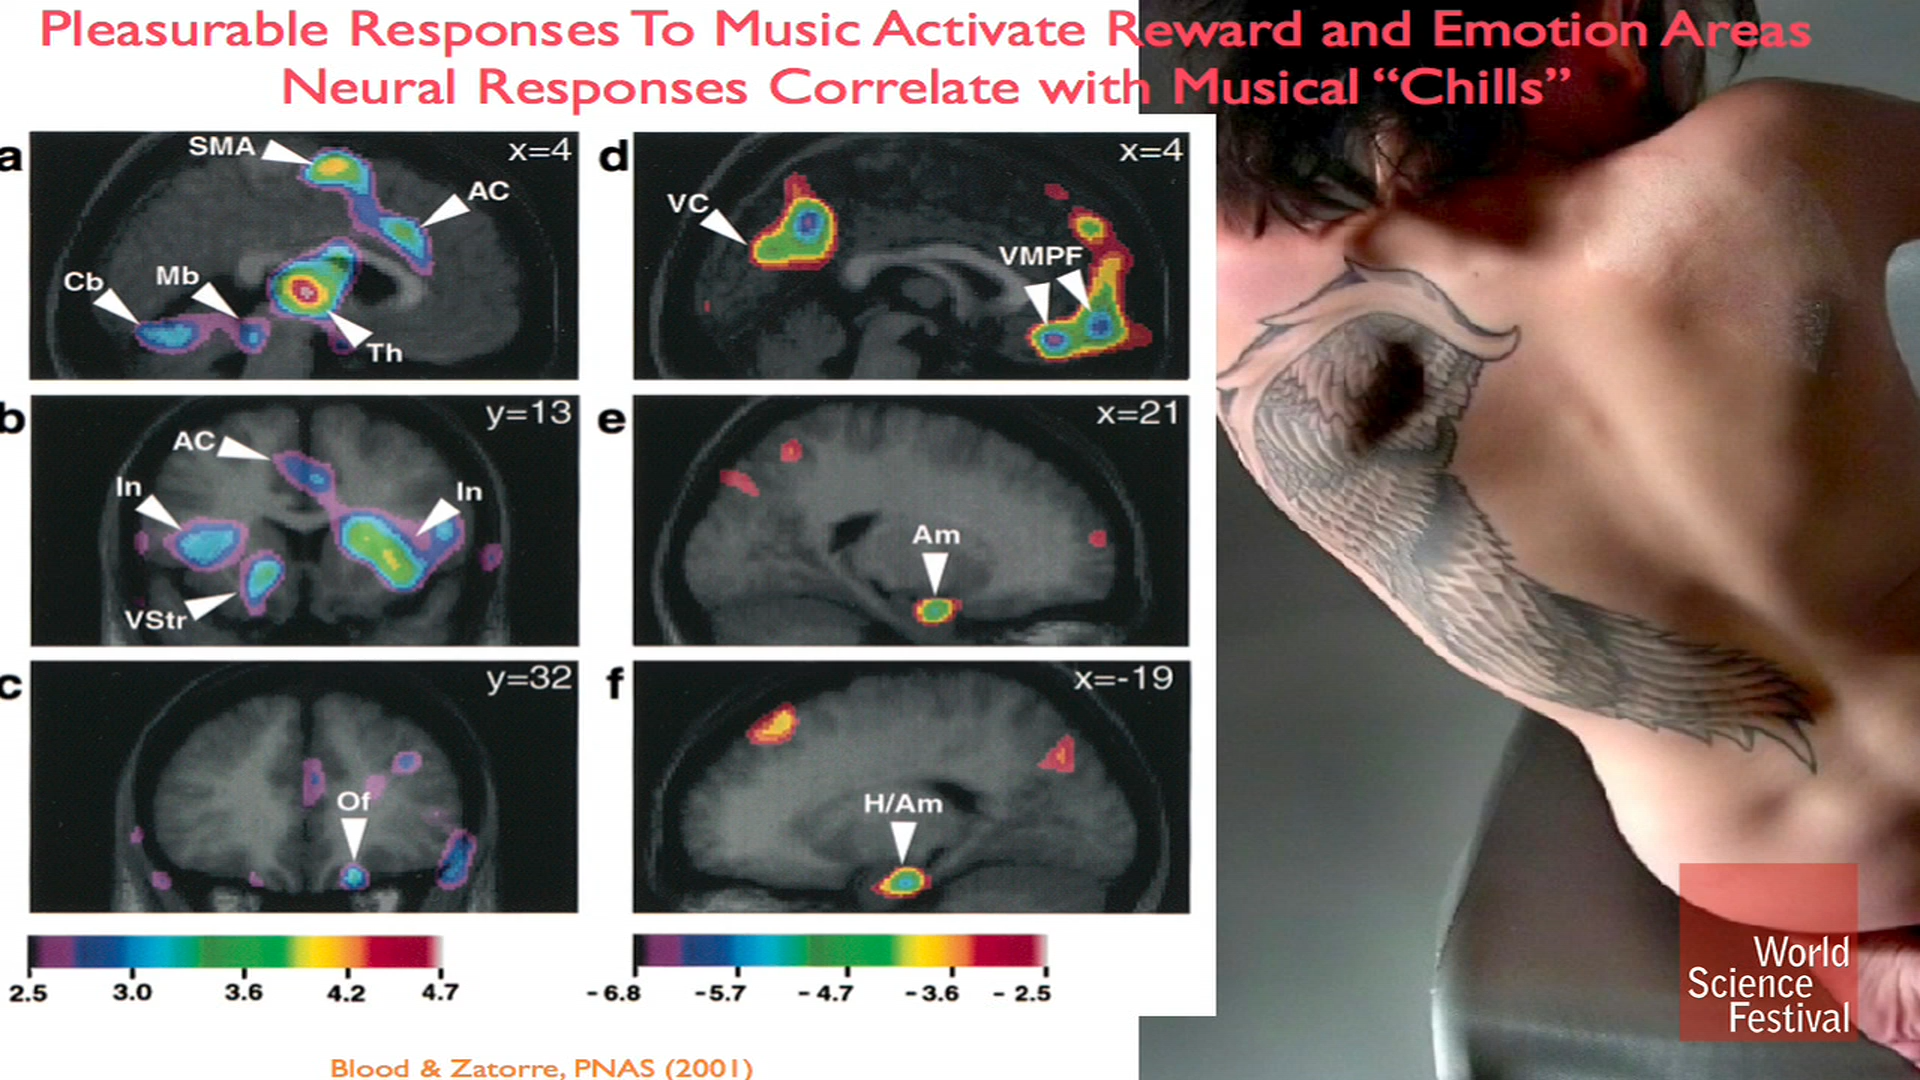 Pleasurable Responses To Music Activate Reward and Emotion Areas
Neural Responses Correlate with Musical “Chills”
a
SMA
x=4
AC
Cb
Mb
Th
d
x=4
VC
VMPF
b
y=13
AC
In
In
VStr
e
x=21
Am
c
y=32
Of
f
x=-19
H/Am
2.5 3.0 3.6 4.2 4.7
-6.8 -5.7 -4.7 -3.6 -2.5
Blood & Zatorre, PNAS (2001)
World
Science
Festival